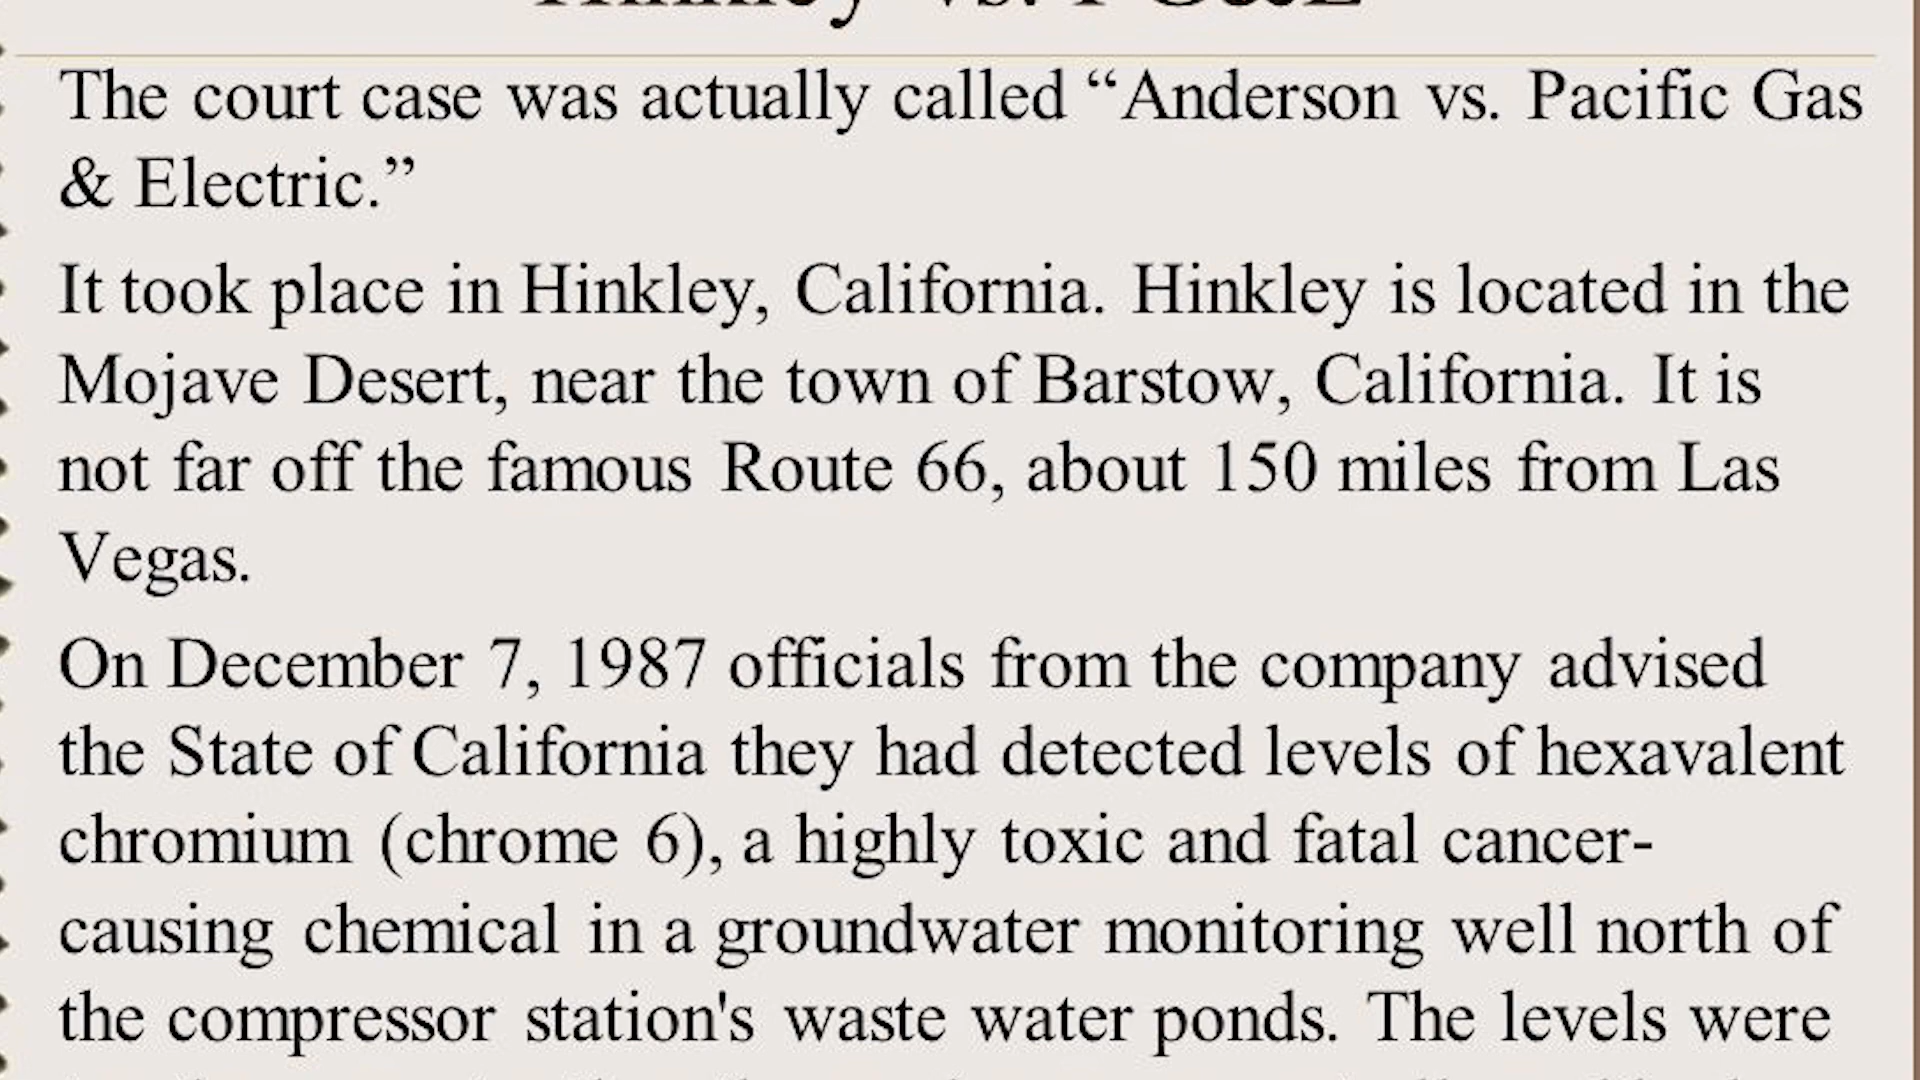 Hinkley vs. PG&E
The court case was actually called “Anderson vs. Pacific Gas
& Electric.”
It took place in Hinkley, California. Hinkley is located in the
Mojave Desert, near the town of Barstow, California. It is
not far off the famous Route 66, about 150 miles from Las
Vegas.
On December 7, 1987 officials from the company advised
the State of California they had detected levels of hexavalent
chromium (chrome 6), a highly toxic and fatal cancer-
causing chemical in a groundwater monitoring well north of
the compressor station's waste water ponds. The levels were